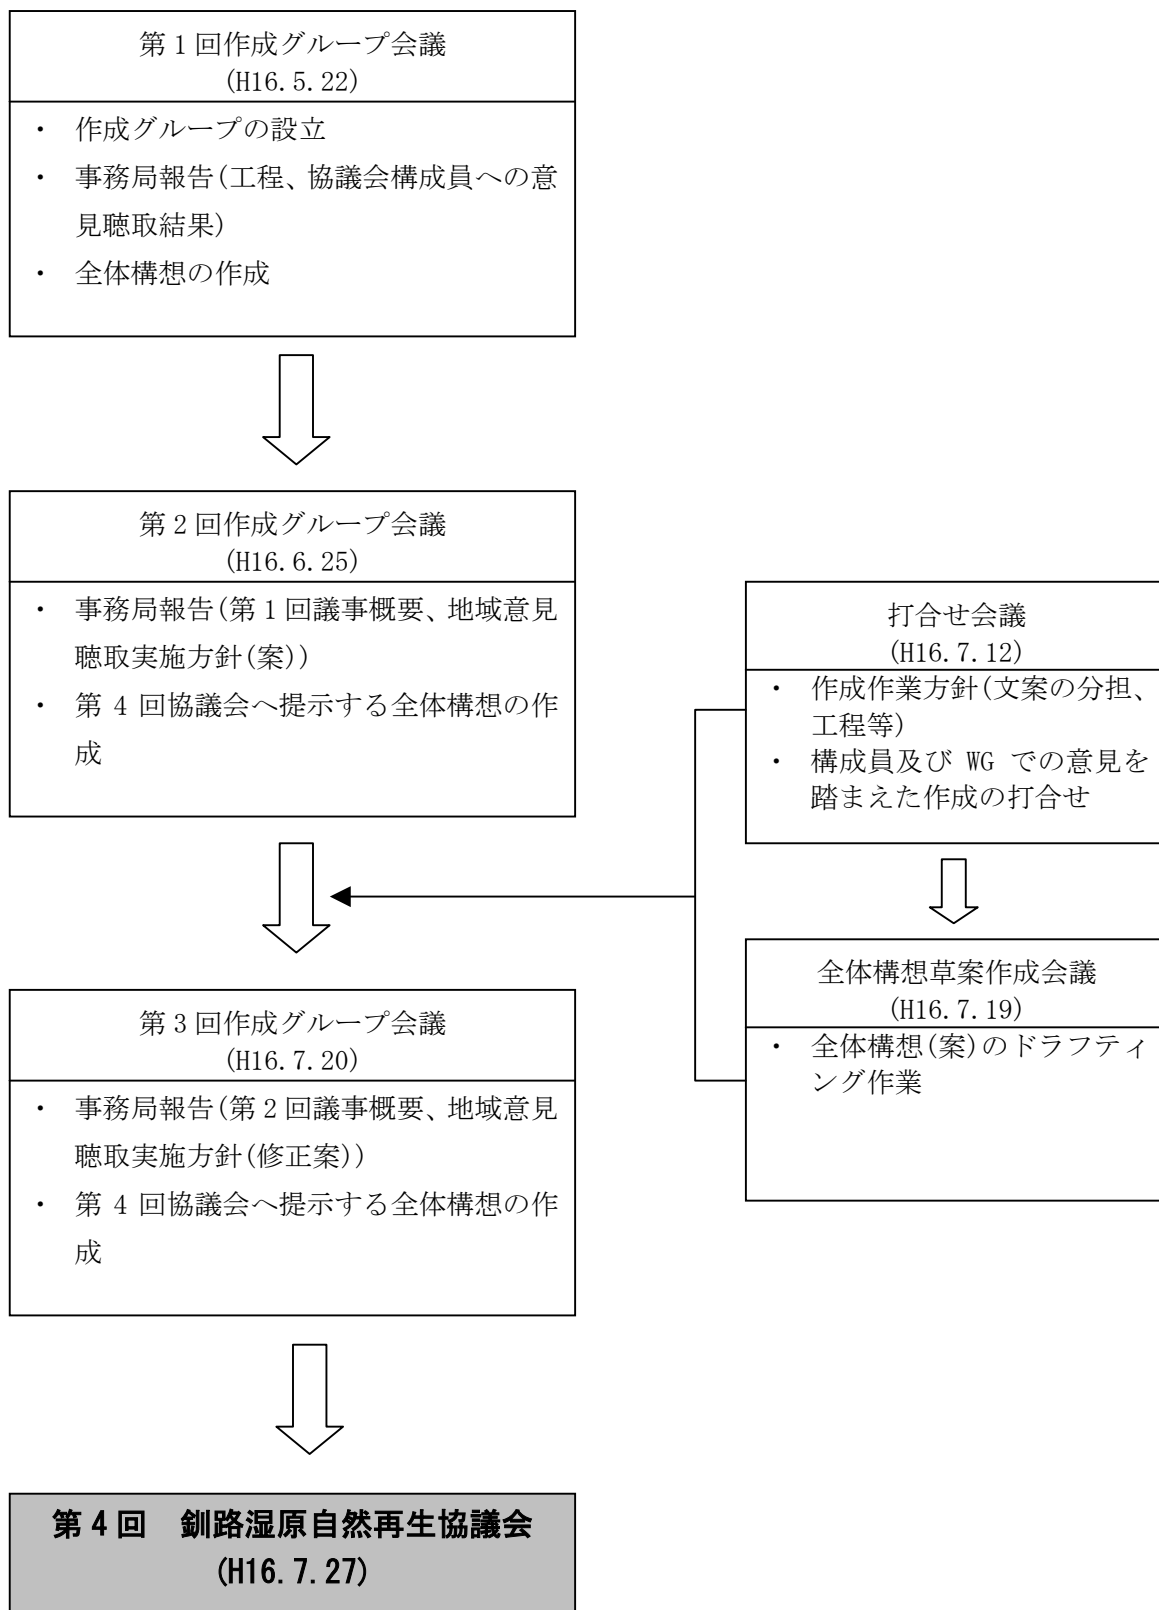 第1回作成グループ会議
(H16.5.22)
・ 作成グループの設立
・ 事務局報告(工程、協議会構成員への意
見聴取結果)
・ 全体構想の作成
第2回作成グループ会議
(H16.6.25)
・ 事務局報告(第1回議事概要、地域意見
聴取実施方針(案))
・ 第4回協議会へ提示する全体構想の作
成
打合せ会議
(H16.7.12)
・ 作成作業方針(文案の分担、
工程等)
・ 構成員及び WG での意見を
踏まえた作成の打合せ
全体構想草案作成会議
(H16.7.19)
・ 全体構想(案)のドラフティ
ング作業
第3回作成グループ会議
(H16.7.20)
・ 事務局報告(第2回議事概要、地域意見
聴取実施方針(修正案))
・ 第4回協議会へ提示する全体構想の作
成
第4回 釧路湿原自然再生協議会
(H16.7.27)